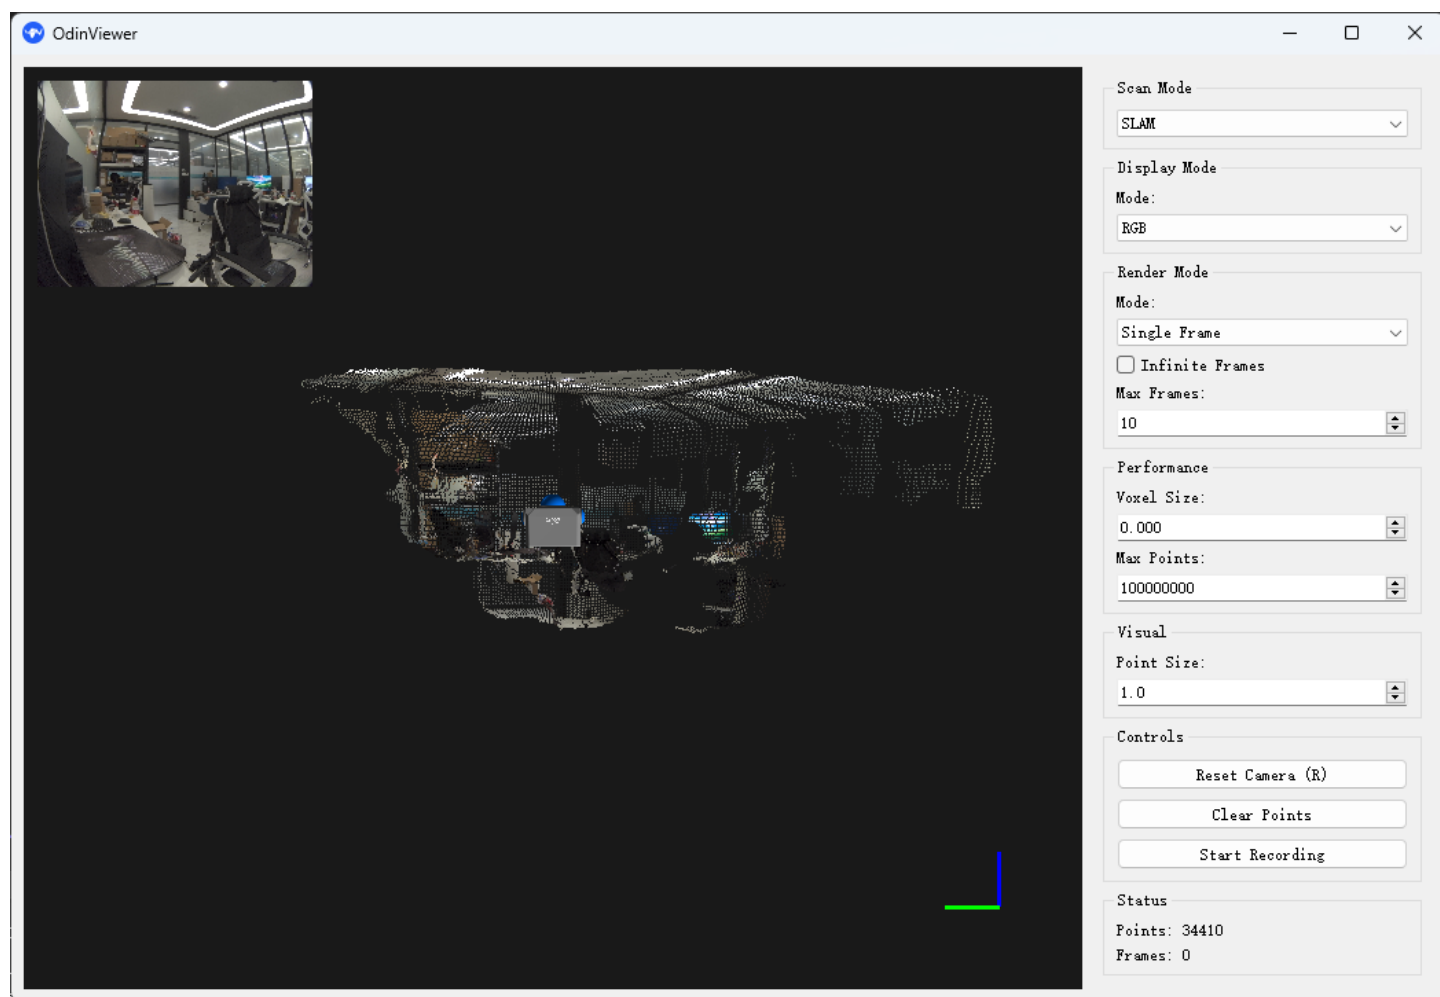 OdinViewer
Scan Mode
SLAM
Display Mode
Mode:
RGB
Render Mode
Mode:
Single Frame
Infinite Frames
Max Frames:
10
Performance
Voxel Size:
0.000
Max Points:
100000000
Visual
Point Size:
1.0
Controls
Reset Camera (R)
Clear Points
Start Recording
Status
Points: 34410
Frames: 0